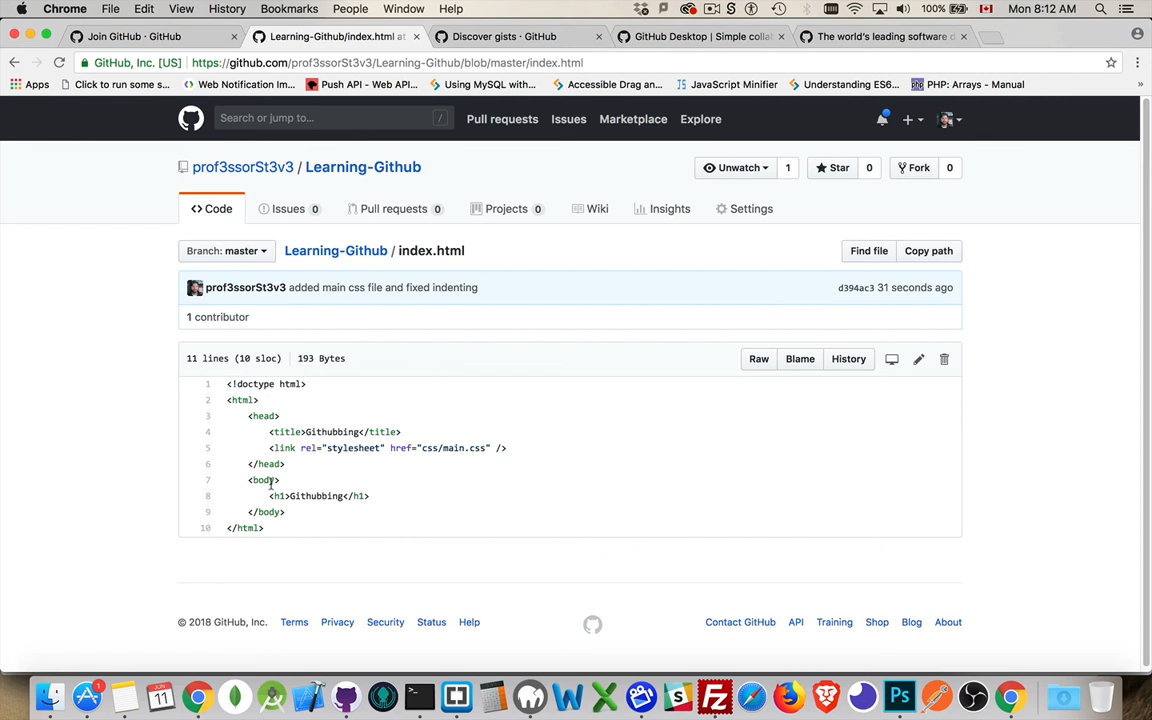 Chrome File Edit View History Bookmarks People Window Help 100% Mon 8:12 AM
Join GitHub · GitHub
Learning-Github/index.html at
Discover gists · GitHub
GitHub Desktop | Simple collab
The world's leading software d
GitHub, Inc. [US] https://github.com/prof3ssorSt3v3/Learning-Github/blob/master/index.html
Apps Click to run some s... Web Notification Im... Push API - Web API... Using MySQL with... Accessible Drag an... JavaScript Minifier Understanding ES6... PHP: Arrays - Manual »
Search or jump to... / Pull requests Issues Marketplace Explore
prof3ssorSt3v3 / Learning-Github
Unwatch 1 Star 0 Fork 0
Code Issues 0 Pull requests 0 Projects 0 Wiki Insights Settings
Branch: master Learning-Github / index.html Find file Copy path
prof3ssorSt3v3 added main css file and fixed indenting d394ac3 31 seconds ago
1 contributor
11 lines (10 sloc) 193 Bytes Raw Blame History
1 <!doctype html>
2 <html>
3 <head>
4 <title>Githubbing</title>
5 <link rel="stylesheet" href="css/main.css" />
6 </head>
7 <body>
8 <h1>Githubbing</h1>
9 </body>
10 </html>
© 2018 GitHub, Inc. Terms Privacy Security Status Help Contact GitHub API Training Shop Blog About
1
JUN
11
Ps